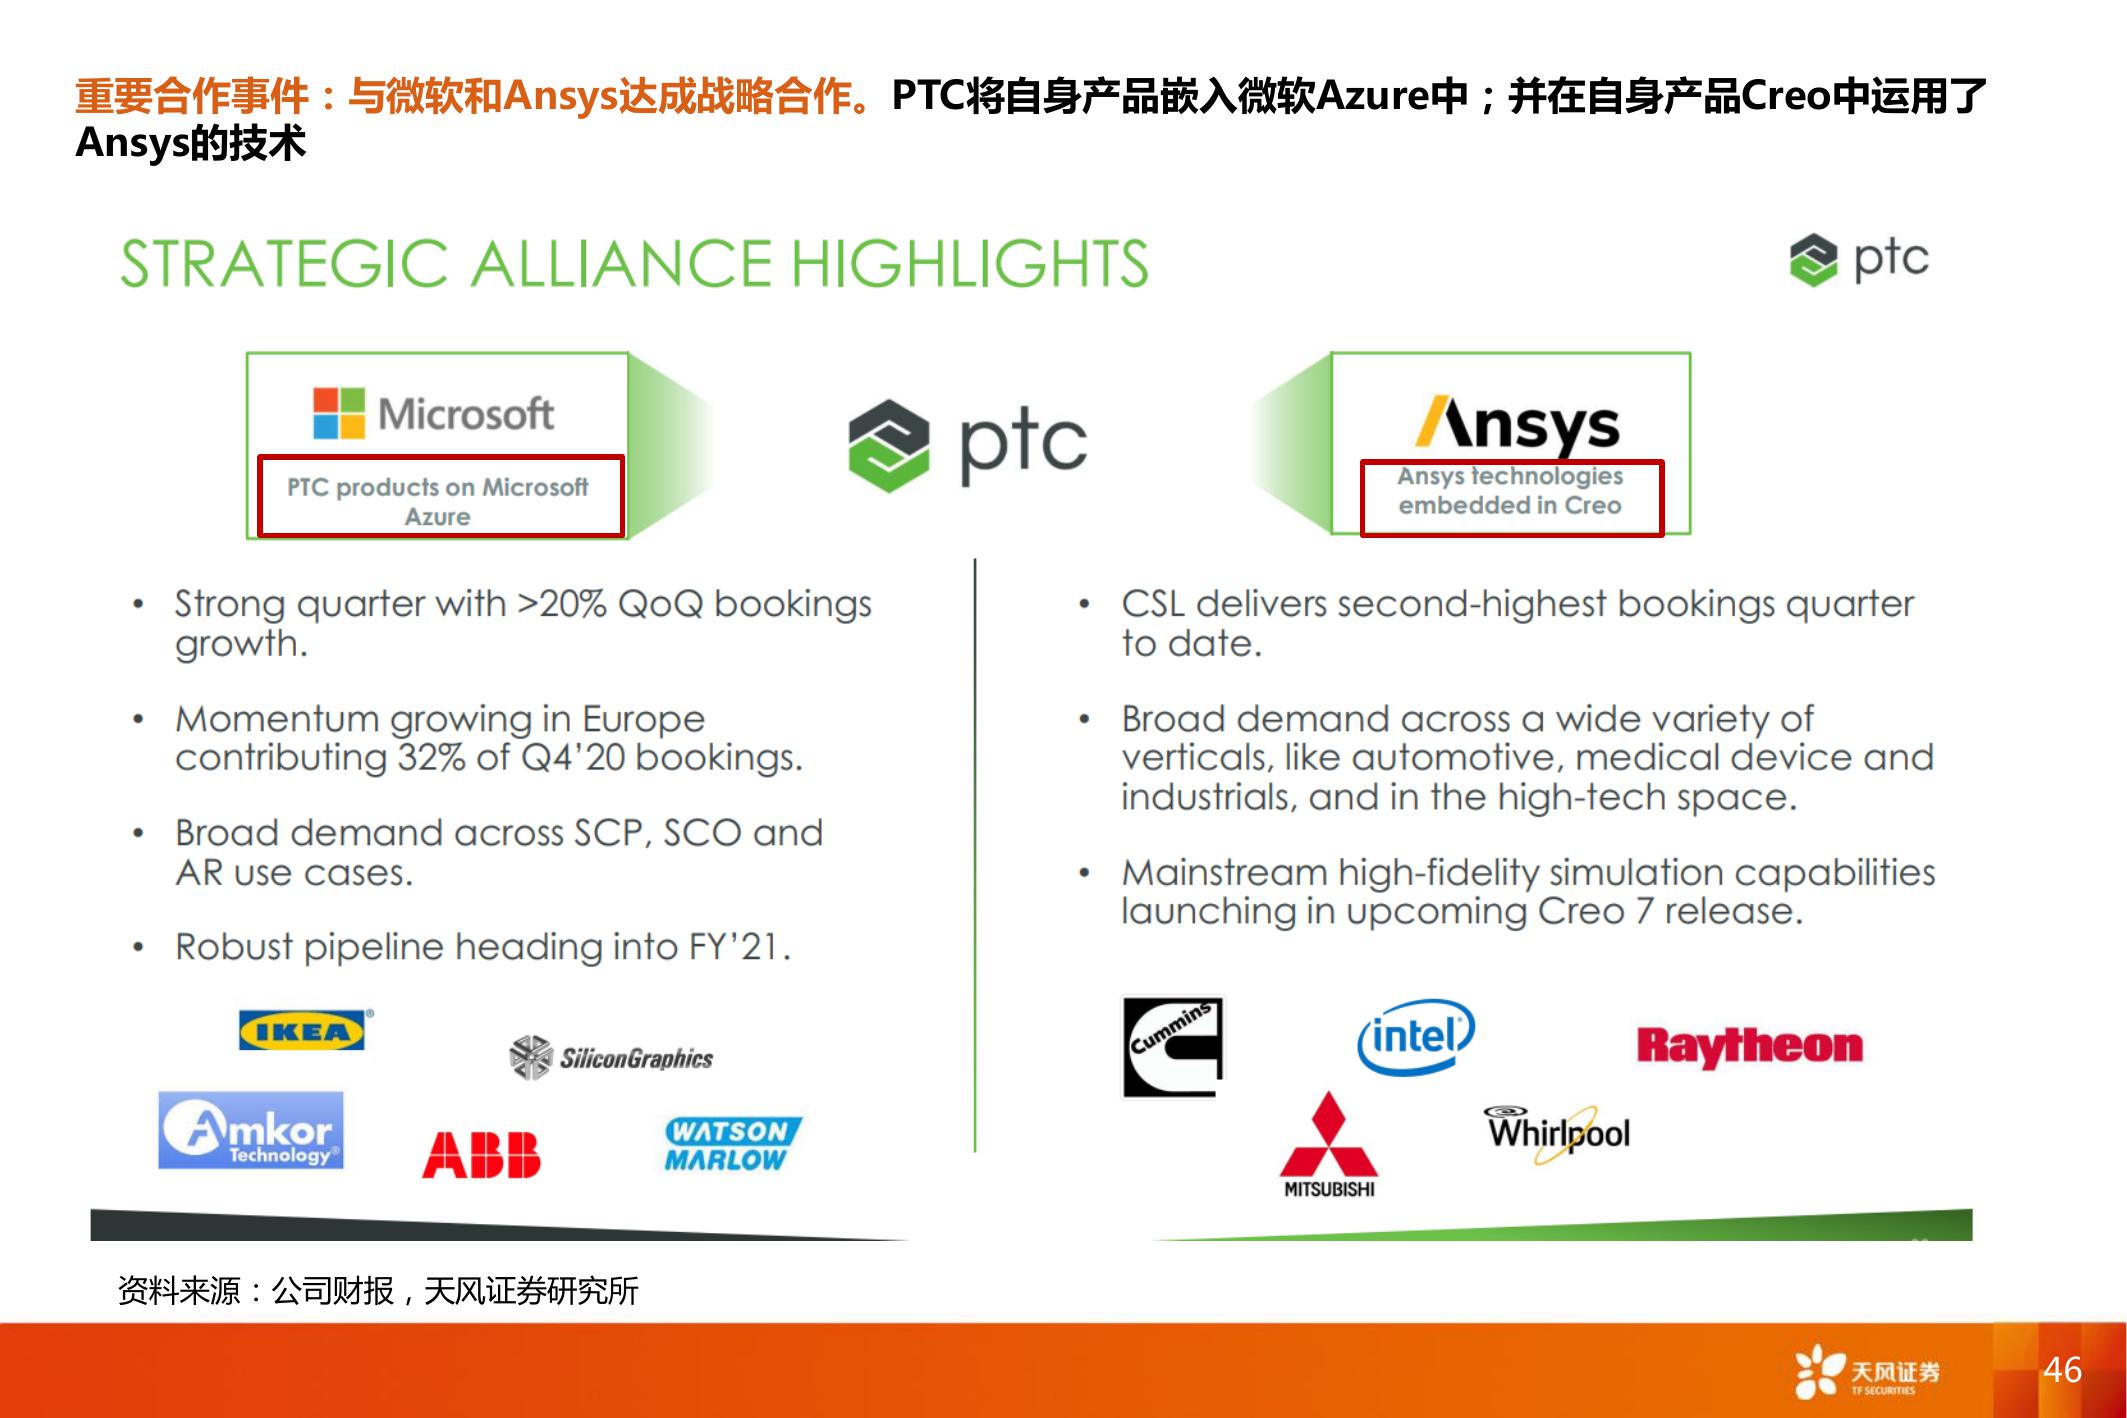 重要合作事件：与微软和Ansys达成战略合作。PTC将自身产品嵌入微软Azure中；并在自身产品Creo中运用了
Ansys的技术
STRATEGIC ALLIANCE HIGHLIGHTS
ptc
Microsoft
PTC products on Microsoft
Azure
ptc
Ansys
Ansys technologies
embedded in Creo
• Strong quarter with >20% QoQ bookings
growth.
• Momentum growing in Europe
contributing 32% of Q4’20 bookings.
• Broad demand across SCP, SCO and
AR use cases.
• Robust pipeline heading into FY’21.
IKEA®
SiliconGraphics
Amkor
Technology®
ABB
WATSON
MARLOW
• CSL delivers second-highest bookings quarter
to date.
• Broad demand across a wide variety of
verticals, like automotive, medical device and
industrials, and in the high-tech space.
• Mainstream high-fidelity simulation capabilities
launching in upcoming Creo 7 release.
Cummins
intel
Raytheon
MITSUBISHI
Whirlpool
资料来源：公司财报，天风证券研究所
天风证券
TF SECURITIES
46